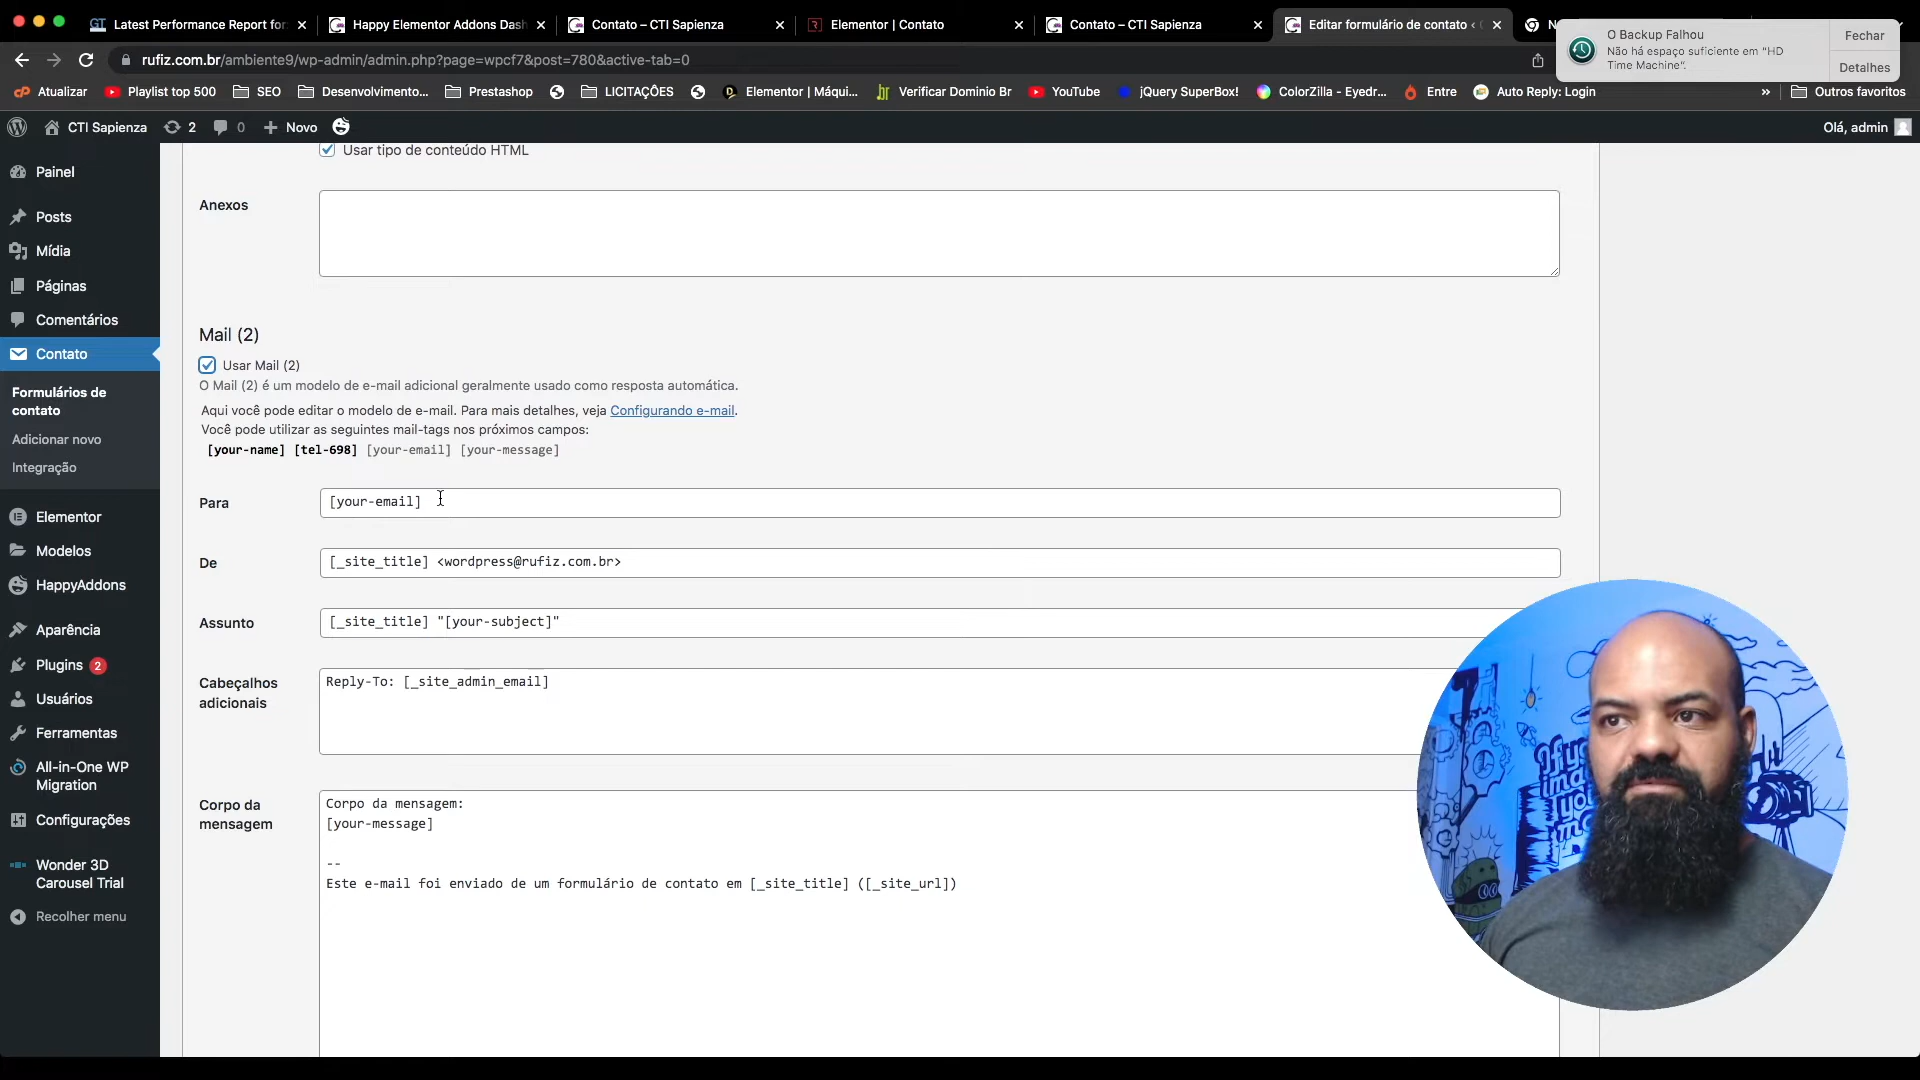 Latest Performance Report for:
Happy Elementor Addons Das
Contato – CTI Sapienza
Elementor | Contato
Contato – CTI Sapienza
Editar formulário de contato ‹
O Backup Falhou
Não há espaço suficiente em "HD
Time Machine".
Fechar
Detalhes
rufiz.com.br/ambiente9/wp-admin/admin.php?page=wpcf7&post=780&active-tab=0
Atualizar
Playlist top 500
SEO
Desenvolvimento...
Prestashop
LICITAÇÔES
Elementor | Máqui...
Verificar Dominio Br
YouTube
jQuery SuperBox!
ColorZilla - Eyedr...
Entre
Auto Reply: Login
»
Outros favoritos
CTI Sapienza
2
0
Novo
Olá, admin
Painel
Posts
Mídia
Páginas
Comentários
Contato
Formulários de
contato
Adicionar novo
Integração
Elementor
Modelos
HappyAddons
Aparência
Plugins 2
Usuários
Ferramentas
All-in-One WP
Migration
Configurações
Wonder 3D
Carousel Trial
Recolher menu
Usar tipo de conteúdo HTML
Anexos
Mail (2)
Usar Mail (2)
O Mail (2) é um modelo de e-mail adicional geralmente usado como resposta automática.
Aqui você pode editar o modelo de e-mail. Para mais detalhes, veja Configurando e-mail.
Você pode utilizar as seguintes mail-tags nos próximos campos:
[your-name] [tel-698] [your-email] [your-message]
Para
[your-email]
De
[_site_title] <wordpress@rufiz.com.br>
Assunto
[_site_title] "[your-subject]"
Cabeçalhos
adicionais
Reply-To: [_site_admin_email]
Corpo da
mensagem
Corpo da mensagem:
[your-message]
--
Este e-mail foi enviado de um formulário de contato em [_site_title] ([_site_url])
If